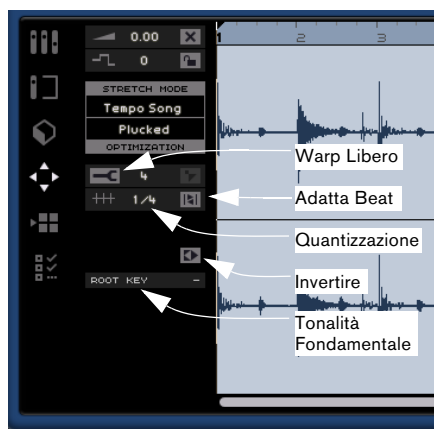 0.00
1 2 3
0
STRETCH MODE
Tempo Song
Plucked
OPTIMIZATION
4
1/4
ROOT KEY -
Warp Libero
Adatta Beat
Quantizzazione
Invertire
Tonalità
Fondamentale